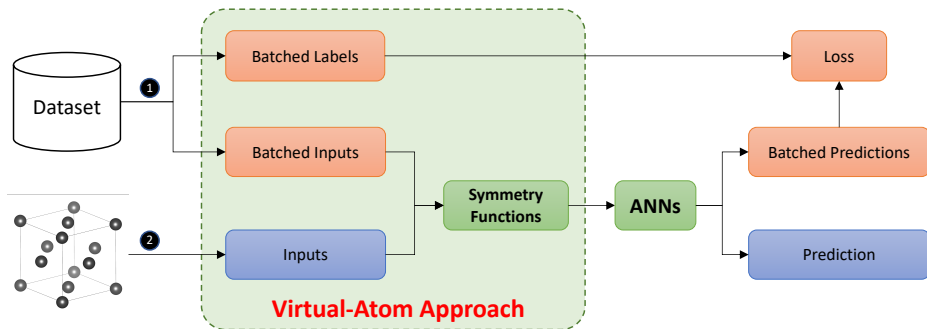 Batched Labels
Loss
1
Dataset
Batched Inputs
Batched Predictions
Symmetry
Functions
ANNs
2
Inputs
Prediction
Virtual-Atom Approach